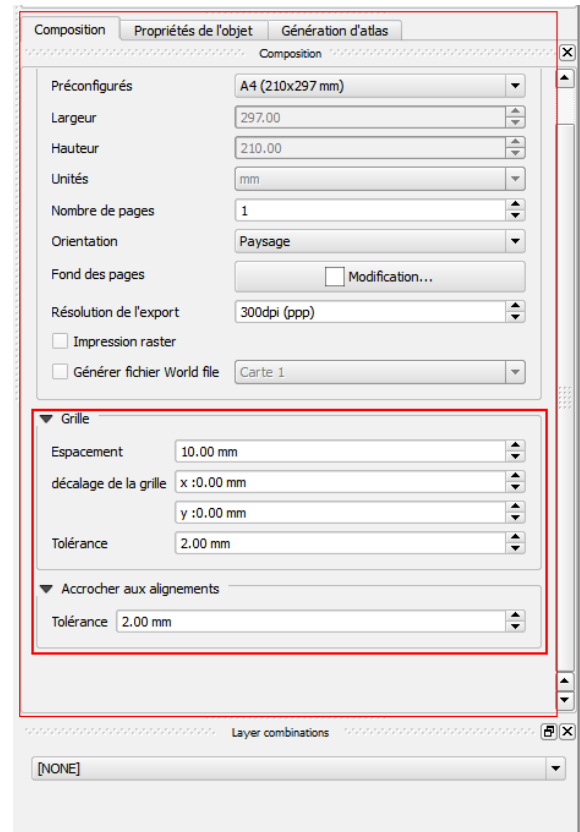 Composition Propriétés de l'objet Génération d'atlas
Composition
Préconfigurés A4 (210x297 mm)
Largeur 297.00
Hauteur 210.00
Unités mm
Nombre de pages 1
Orientation Paysage
Fond des pages Modification...
Résolution de l'export 300dpi (ppp)
Impression raster
Générer fichier World file Carte 1
Grille
Espacement 10.00 mm
décalage de la grille x :0.00 mm
y :0.00 mm
Tolérance 2.00 mm
Accrocher aux alignements
Tolérance 2.00 mm
Layer combinations
[NONE]